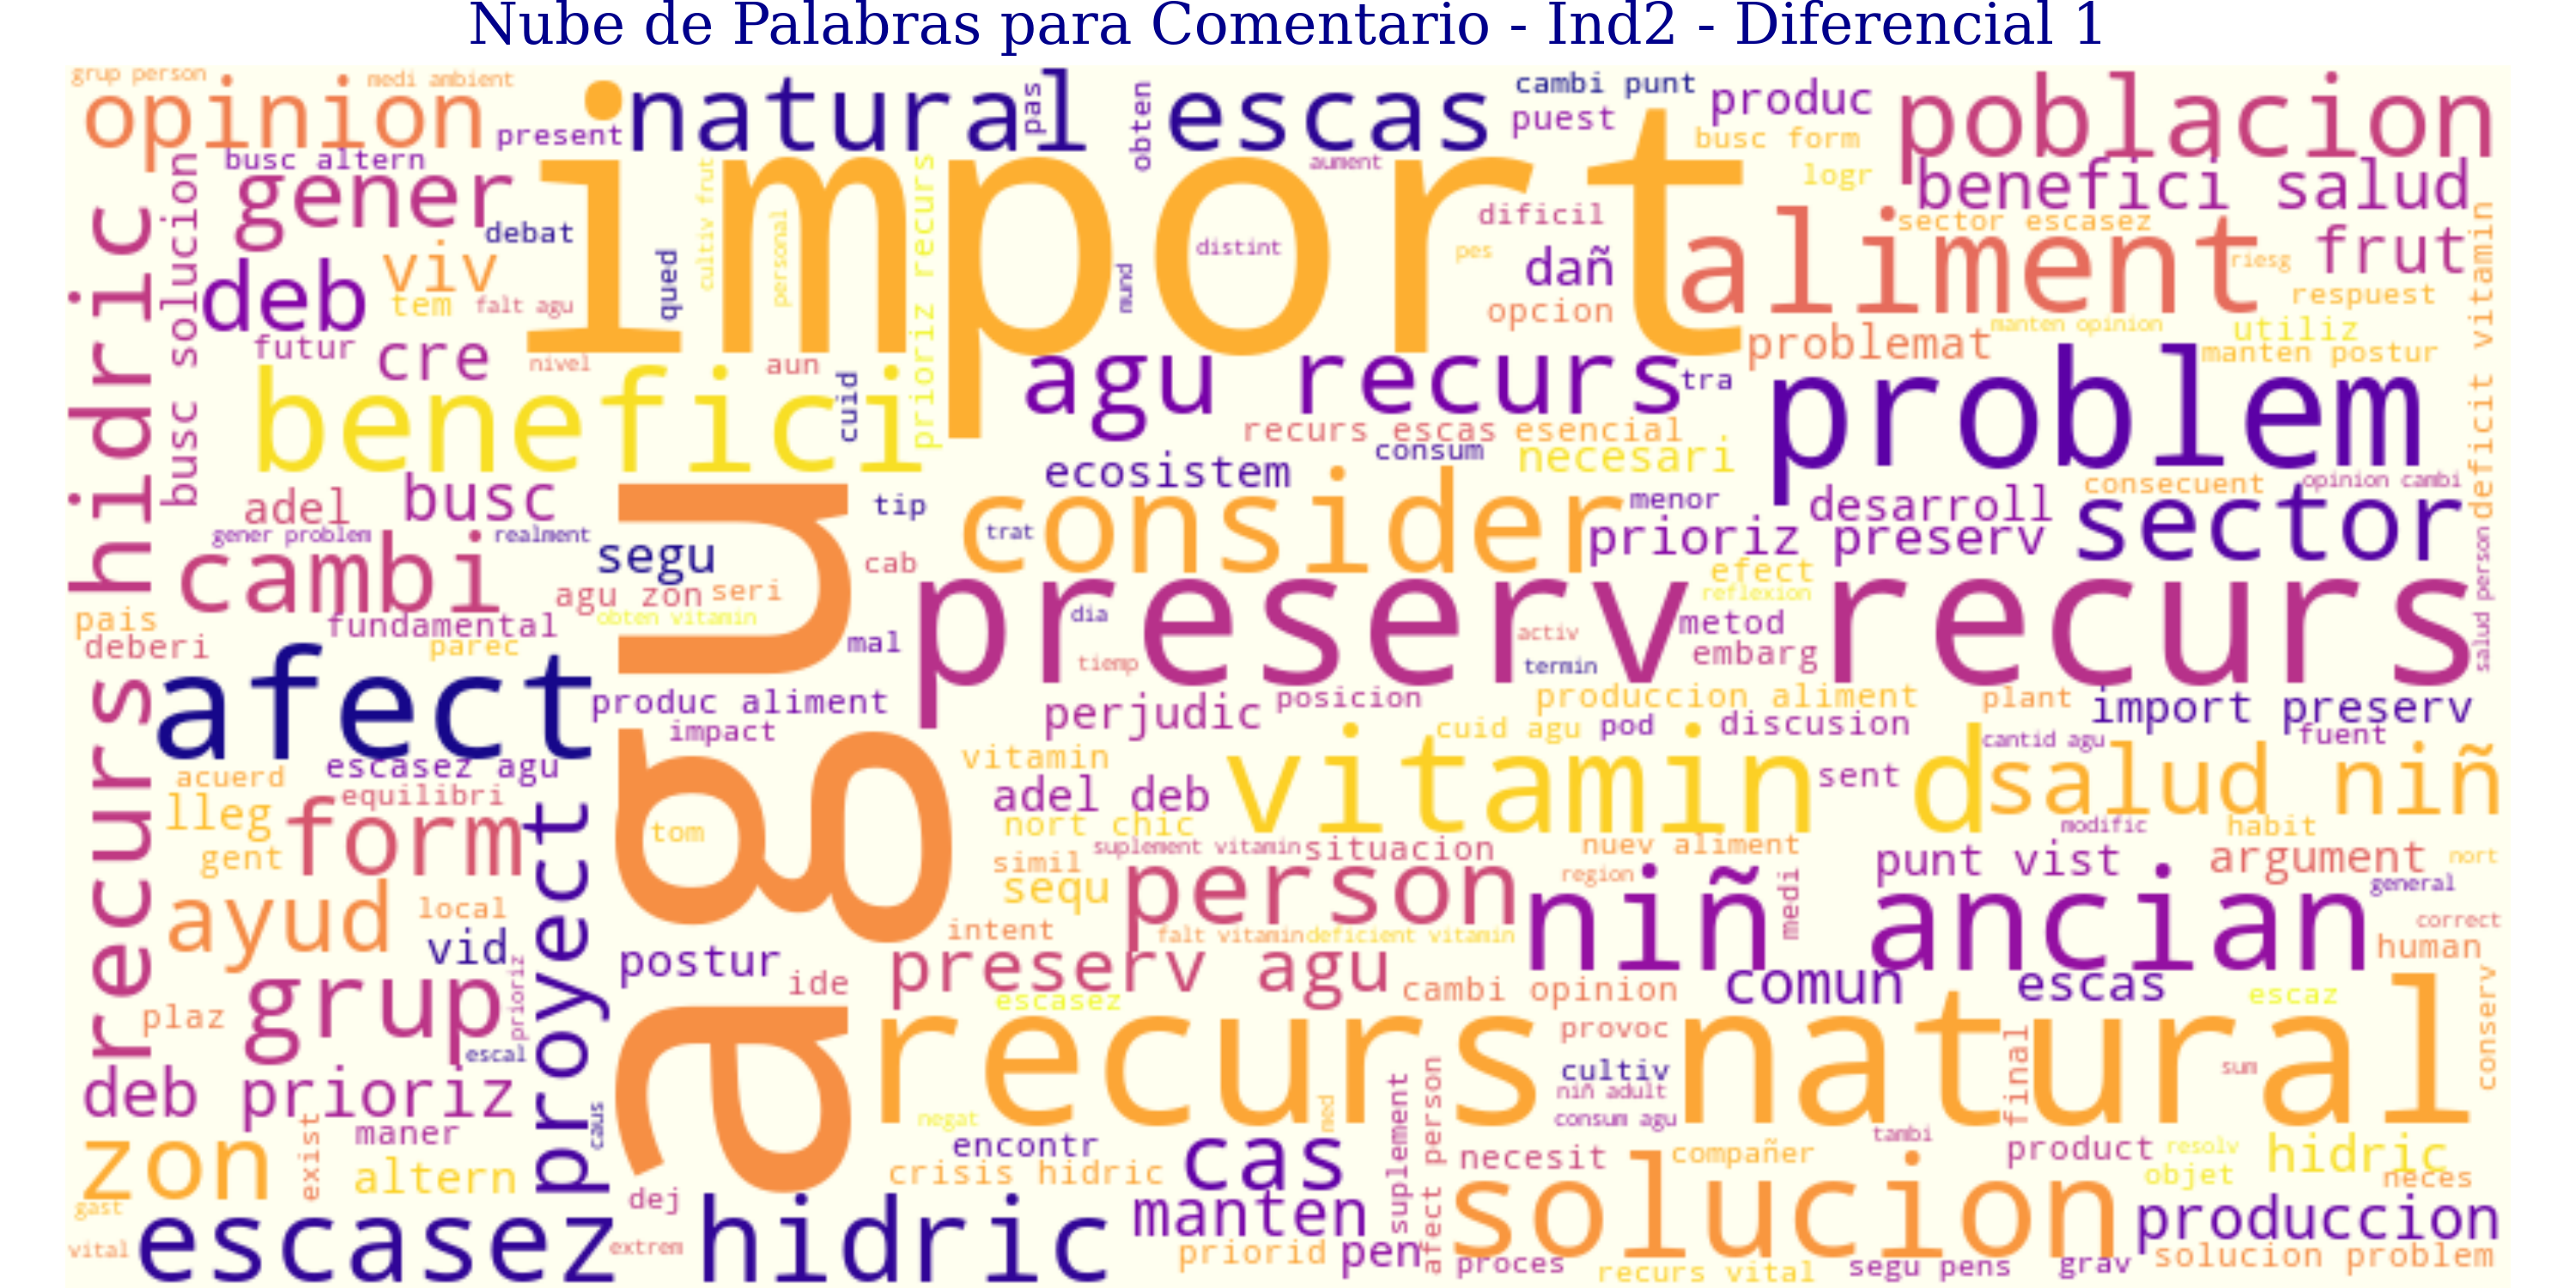 Nube de Palabras para Comentario - Ind2 - Diferencial 1
grup person
medi ambient
opinion
present
natural
pas
obten
escas
cambi punt
puest
produc
busc form
poblacion
busc altern
busc solucion
gener
debat
import
cultiv frut
personal
prioriz recurs
aument
distint
dificil
logr
benefici salud
sector escasez
aliment
riesg
frut
deficit vitamin
recurs hidric
deb
viv
tem
falt agu
qued
mund
pes
dañ
opcion
respuest
futur
cre
nivel
aun
agu recurs
tra
problemat
manten opinion
utiliz
manten postur
benefici
cuid
recurs escas
esencial
consum
necesari
problem
adel
busc
tip
ecosistem
consider
trat
menor
desarroll
consecuent
opinion cambi
gener problem
realment
segu
cab
prioriz preserv
sector
cambi
agu zon
seri
obten vitamin
agu
preserv
dia
tiemp
activ
termin
efect
reflexion
metod
embarg
recurs
salud person
pais
fundamental
deberi
parec
mal
afect
produc aliment
impact
perjudic
posicion
produccion aliment
plant
import preserv
cuid agu
pod
discusion
cantid agu
fuent
escasez agu
acuerd
equilibri
vitamin
adel deb
vitamin d
sent
salud niñ
lleg
form
proyect
tom
nort chic
modific
habit
gent
simil
suplement vitamin
situacion
nuev aliment
punt vist
argument
nort
ayud
local
sequ
person
region
medi
niñ
ancian
general
vid
intent
falt vitamin
deficient vitamin
correct
human
postur
ide
preserv agu
cambi opinion
comun
escas
escaz
conserv
plaz
grup
prioriz
escal
escasez
recurs natural
provoc
final
sum
cultiv
niñ adult
consum agu
deb prioriz
caus
negat
med
suplement
afect person
tambi
exist
maner
encontr
cas
necesit
compañer
product
resolv
hidric
zon
altern
crisis hidric
objet
neces
gast
dej
manten
solucion
produccion
vital
escasez hidric
extrem
priorid
pen
proces
recurs vital
segu pens
grav
solucion problem